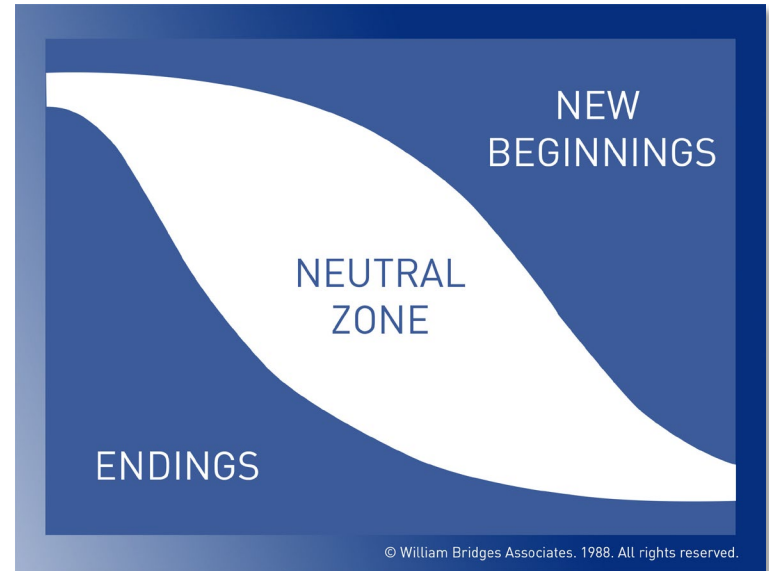 NEW
BEGINNINGS
NEUTRAL
ZONE
ENDINGS
© William Bridges Associates. 1988. All rights reserved.